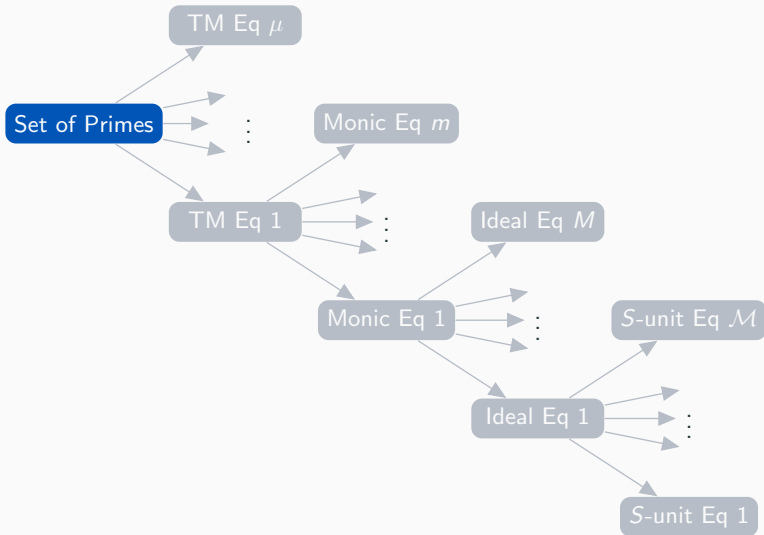 TM Eq μ
Set of Primes
⋮
Monic Eq m
TM Eq 1
⋮
Ideal Eq M
Monic Eq 1
⋮
S-unit Eq ℳ
Ideal Eq 1
⋮
S-unit Eq 1